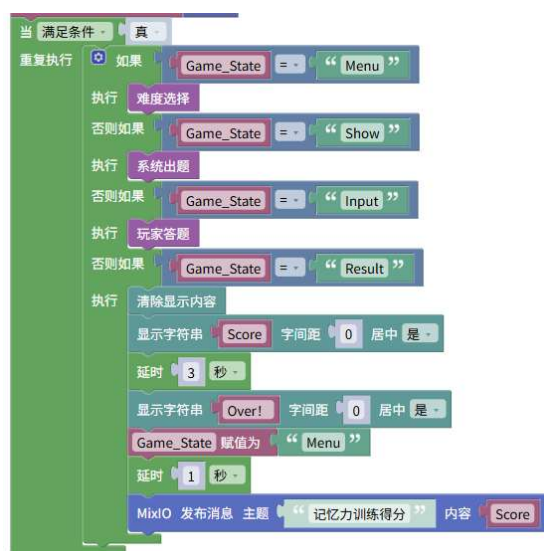 当 满足条件 真
重复执行 如果 Game_State = “ Menu ”
执行 难度选择
否则如果 Game_State = “ Show ”
执行 系统出题
否则如果 Game_State = “ Input ”
执行 玩家答题
否则如果 Game_State = “ Result ”
执行 清除显示内容
显示字符串 Score 字间距 0 居中 是
延时 3 秒
显示字符串 Over! 字间距 0 居中 是
Game_State 赋值为 “ Menu ”
延时 1 秒
MixIO 发布消息 主题 “ 记忆力训练得分 ” 内容 Score